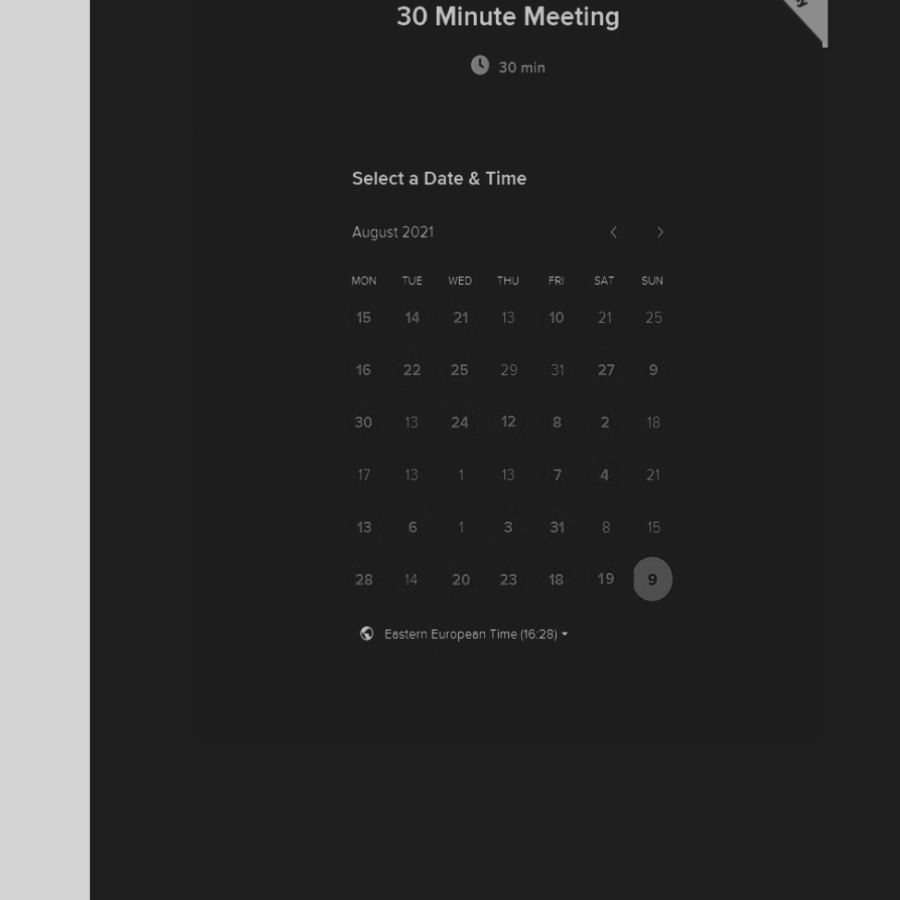 30 Minute Meeting
30 min
Select a Date & Time
August 2021
MON TUE WED THU FRI SAT SUN
15 14 21 13 10 21 25
16 22 25 29 31 27 9
30 13 24 12 8 2 18
17 13 1 13 7 4 21
13 6 1 3 31 8 15
28 14 20 23 18 19 9
Eastern European Time (16:28)